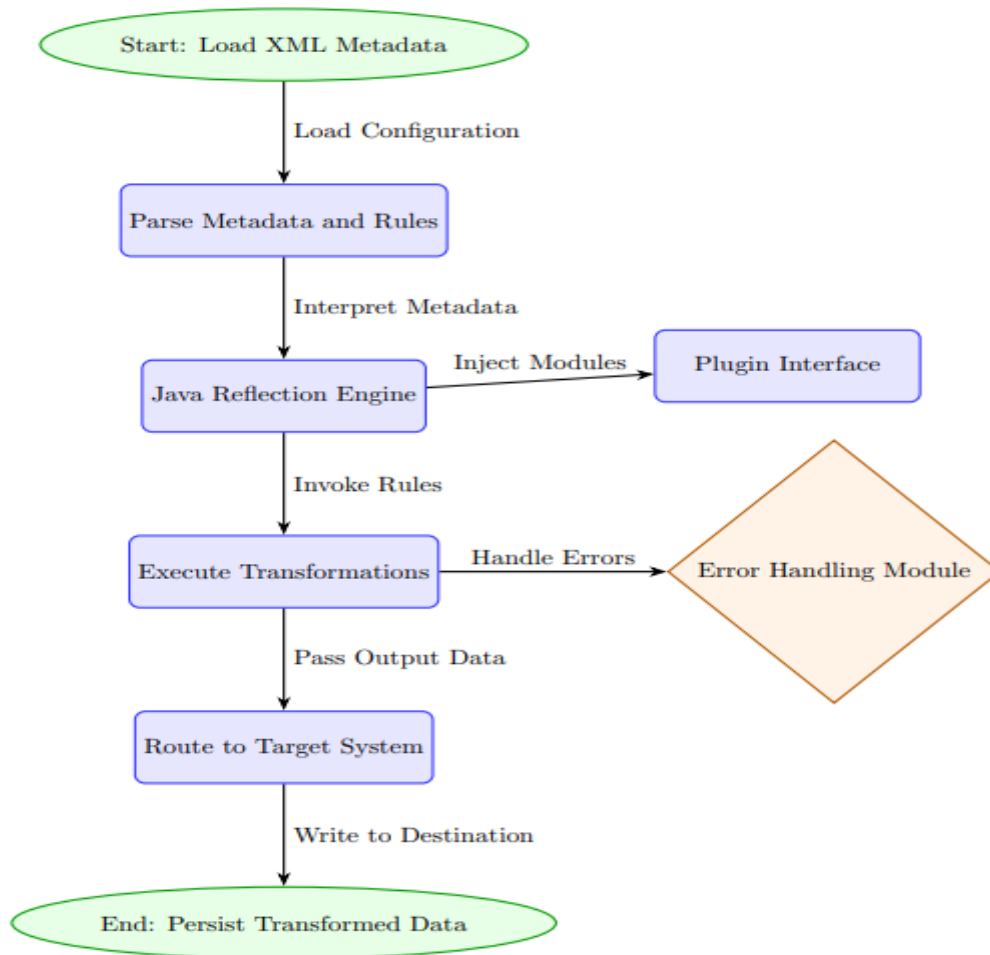 Start: Load XML Metadata
Load Configuration
Parse Metadata and Rules
Interpret Metadata
Java Reflection Engine
Inject Modules
Plugin Interface
Invoke Rules
Execute Transformations
Handle Errors
Error Handling Module
Pass Output Data
Route to Target System
Write to Destination
End: Persist Transformed Data